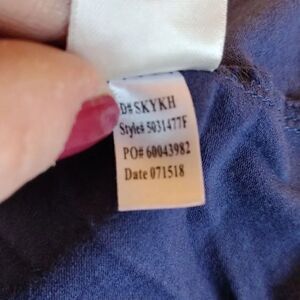 D# SKYKH
Style# 5031477F
PO# 60043982
Date 071518